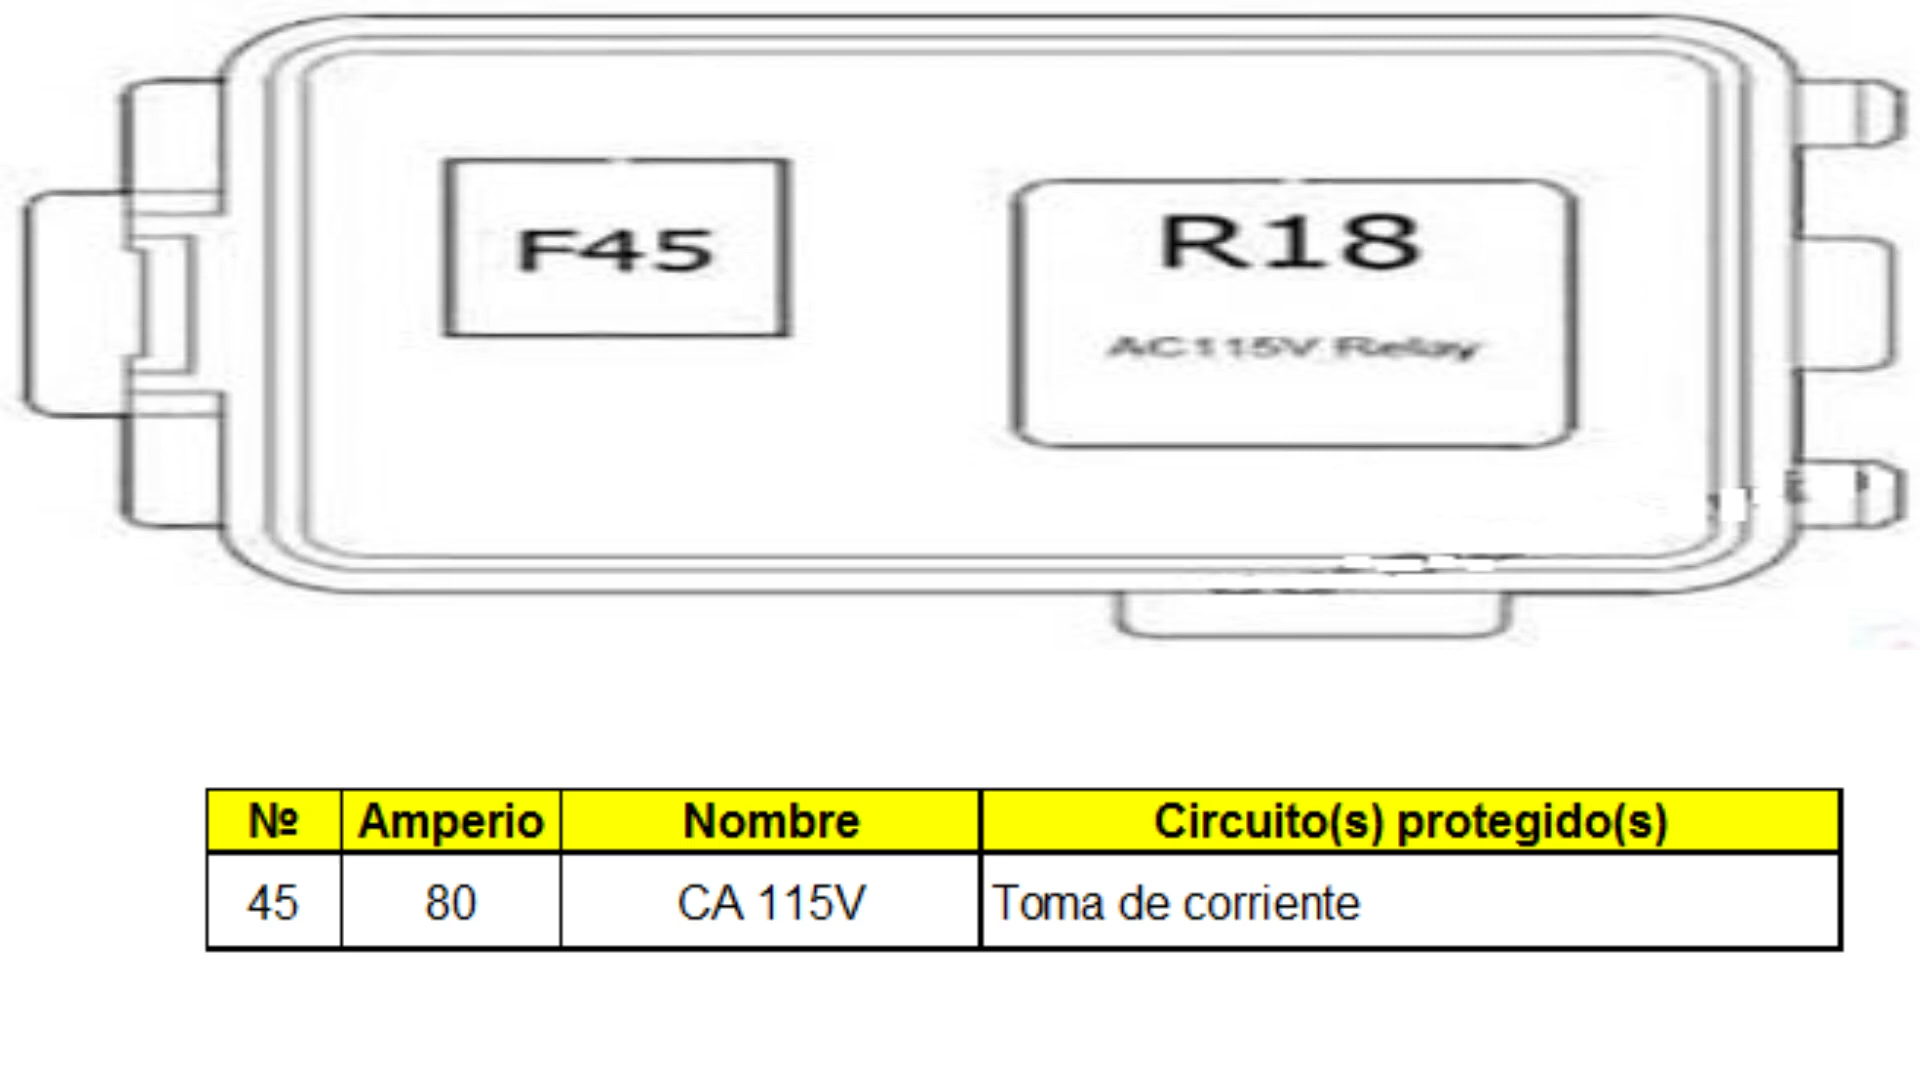 F45
R18
AC115V Relay
Nº Amperio Nombre Circuito(s) protegido(s)
45 80 CA 115V Toma de corriente